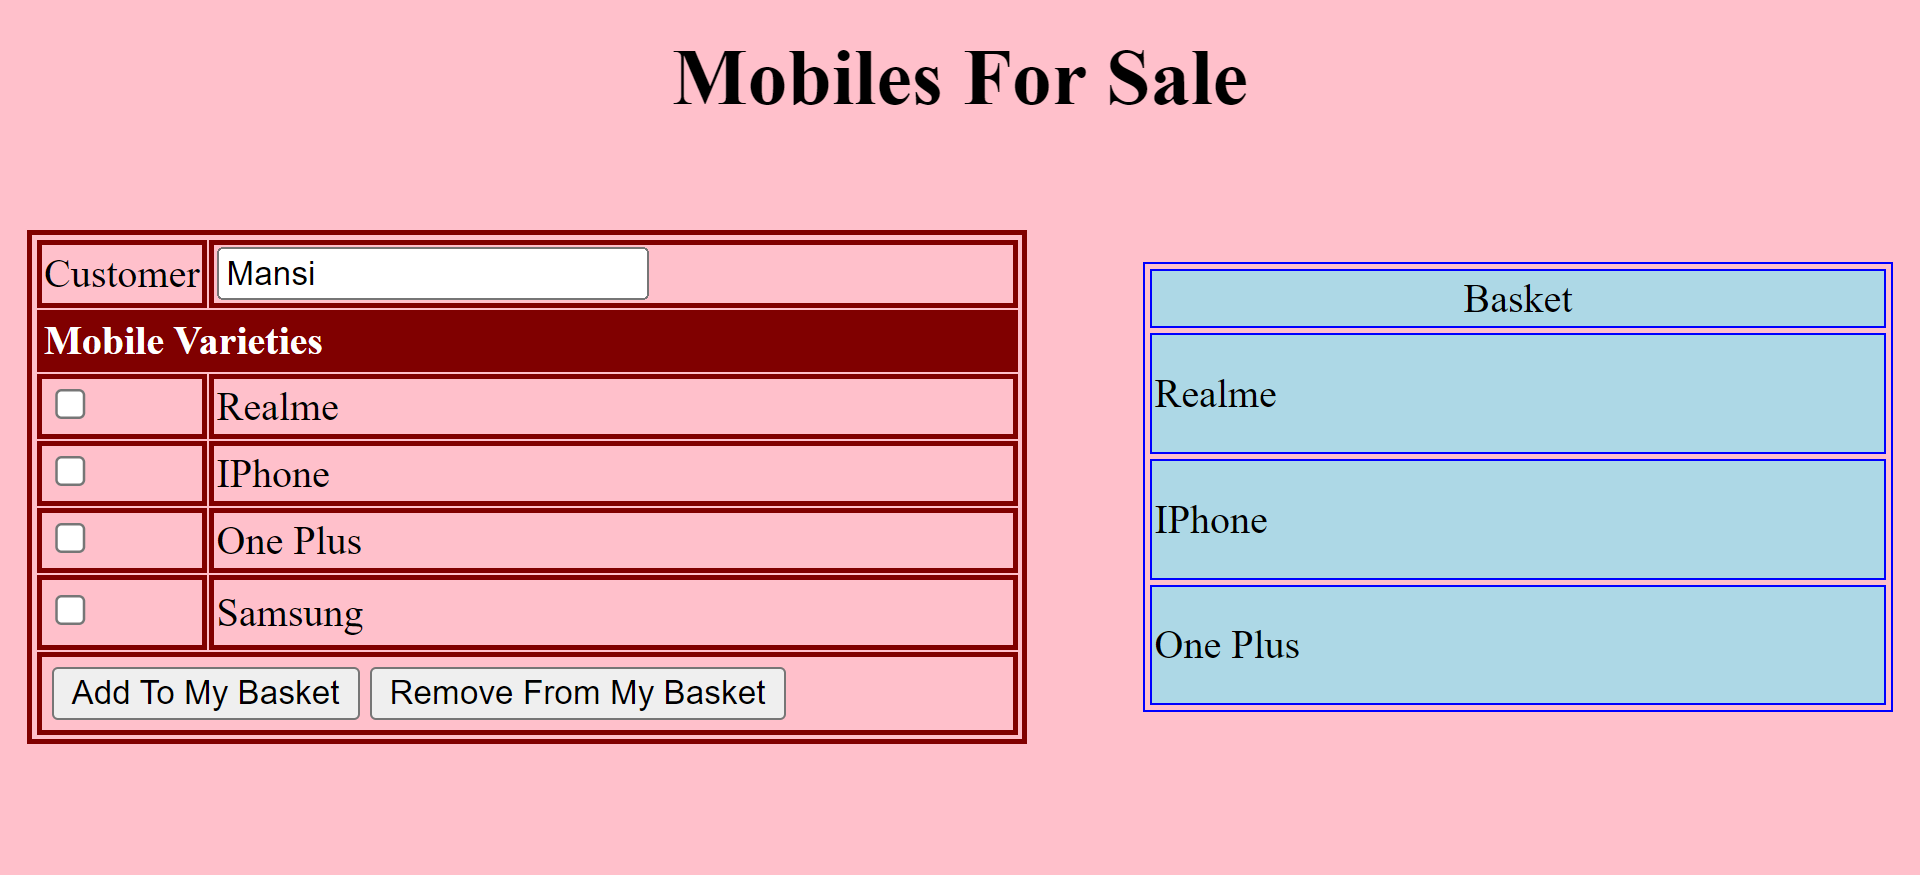 Mobiles For Sale
Customer Mansi
Mobile Varieties
Realme
IPhone
One Plus
Samsung
Add To My Basket Remove From My Basket
Basket
Realme
IPhone
One Plus